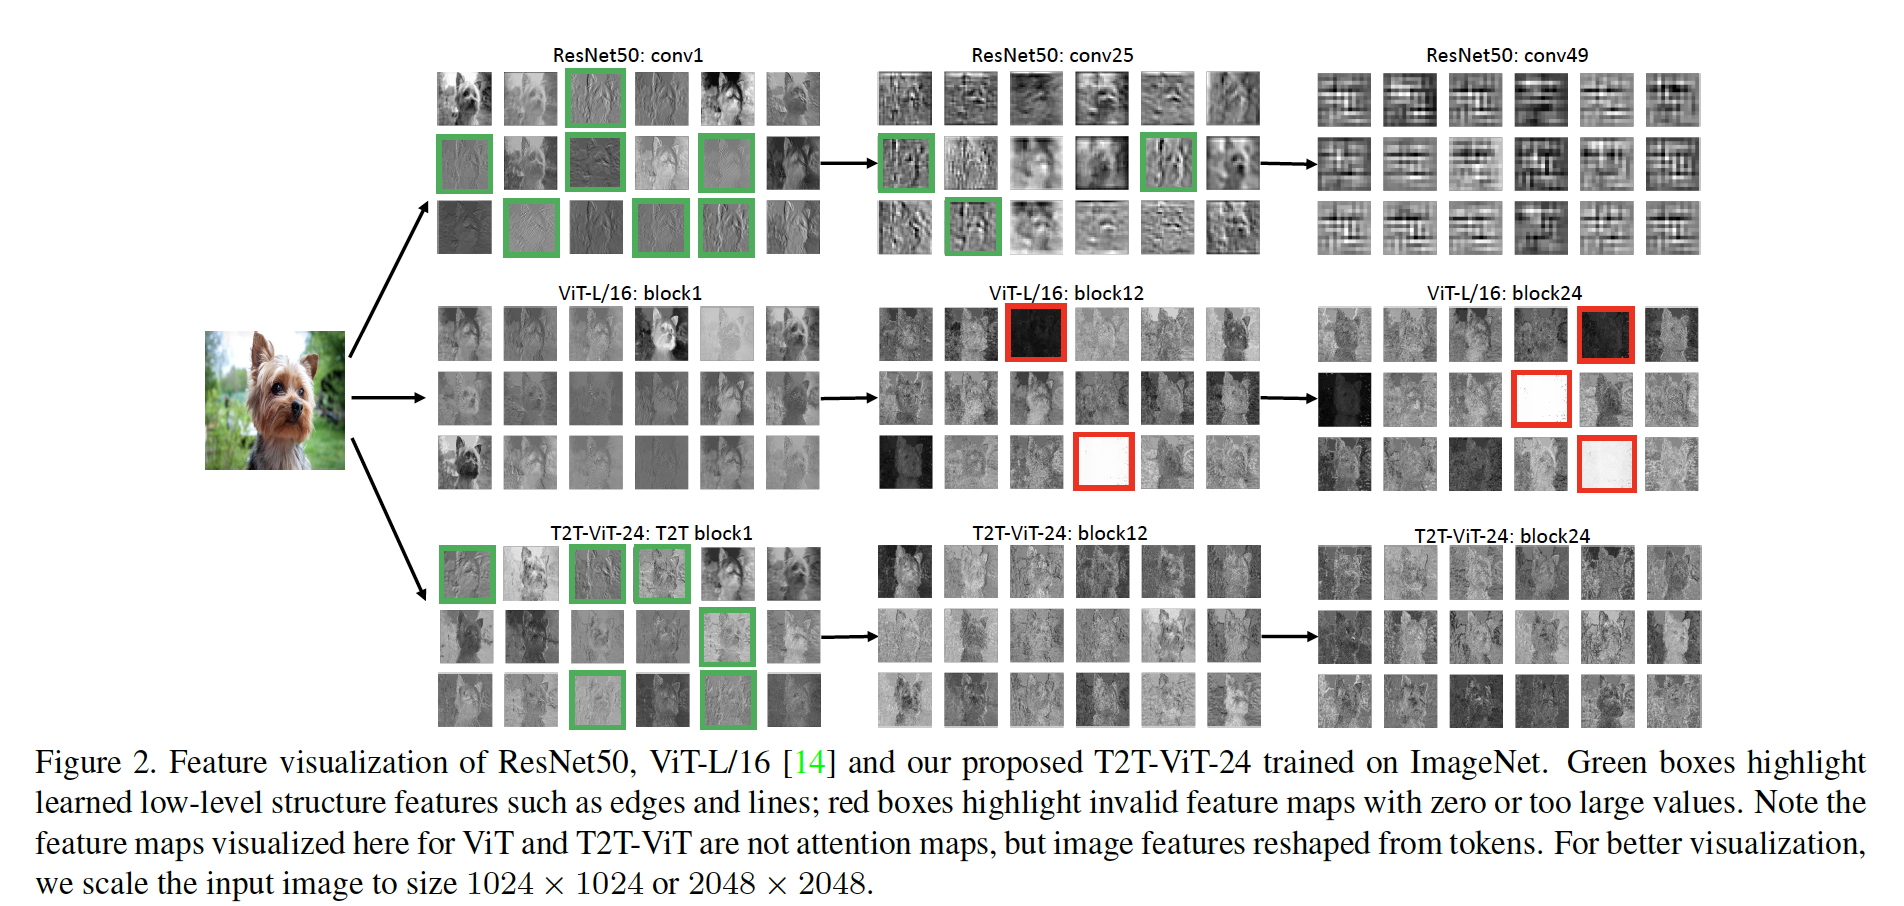 ResNet50: conv1
ResNet50: conv25
ResNet50: conv49
ViT-L/16: block1
ViT-L/16: block12
ViT-L/16: block24
T2T-ViT-24: T2T block1
T2T-ViT-24: block12
T2T-ViT-24: block24
Figure 2. Feature visualization of ResNet50, ViT-L/16 [14] and our proposed T2T-ViT-24 trained on ImageNet. Green boxes highlight
learned low-level structure features such as edges and lines; red boxes highlight invalid feature maps with zero or too large values. Note the
feature maps visualized here for ViT and T2T-ViT are not attention maps, but image features reshaped from tokens. For better visualization,
we scale the input image to size 1024 × 1024 or 2048 × 2048.